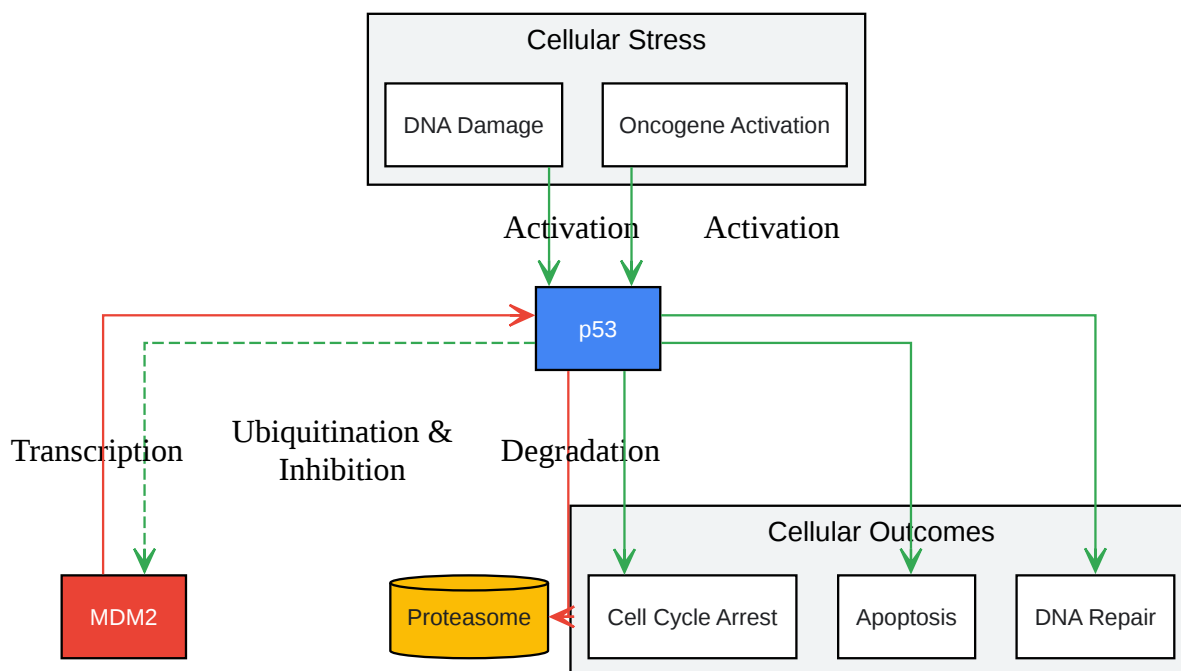 Cellular Stress
DNA Damage
Oncogene Activation
Activation
Activation
p53
Transcription
Ubiquitination &
Inhibition
Degradation
Cellular Outcomes
MDM2
Proteasome
Cell Cycle Arrest
Apoptosis
DNA Repair